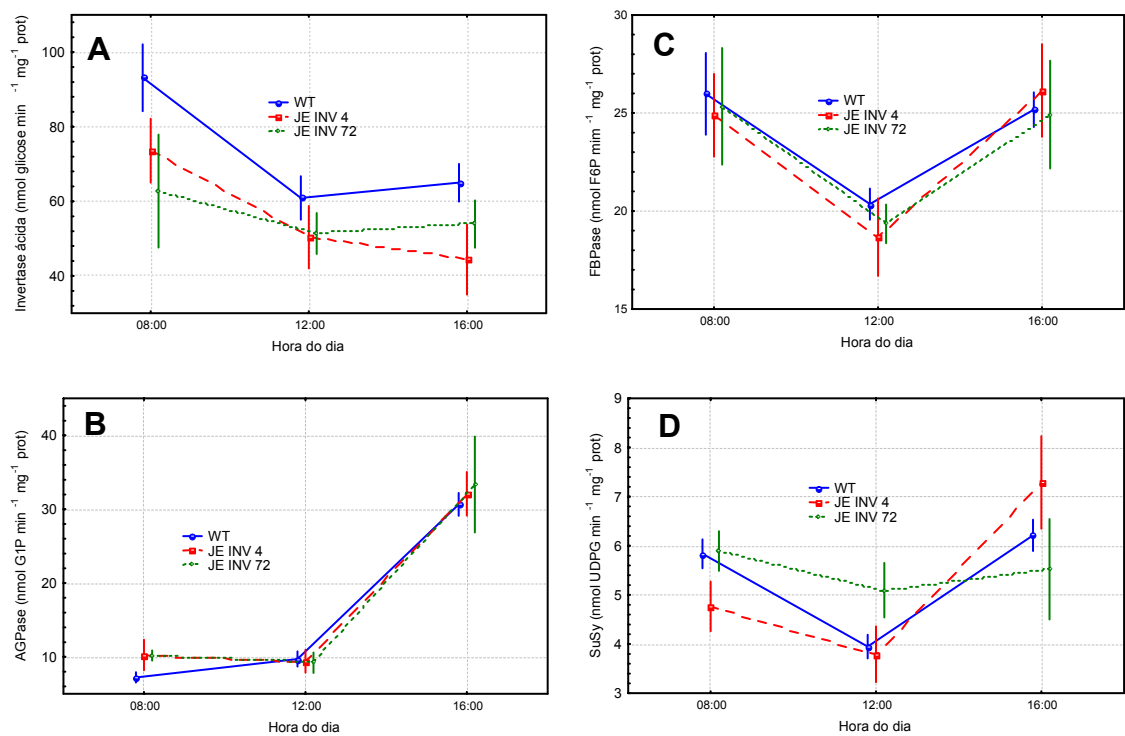 A
Invertase ácida (nmol glicose min -1 mg-1 prot)
100
80
60
40
WT
JE INV 4
JE INV 72
08:00 12:00 16:00
Hora do dia
C
FBPase (nmol F6P mim -1 mg-1 prot)
30
25
20
15
WT
JE INV 4
JE INV 72
08:00 12:00 16:00
Hora do dia
B
AGPase (nmol G1P min-1 mg-1 prot)
40
30
20
10
WT
JE INV 4
JE INV 72
08:00 12:00 16:00
Hora do dia
D
SuSy (nmol UDPG min -1 mg-1 prot)
9
8
7
6
5
4
3
WT
JE INV 4
JE INV 72
08:00 12:00 16:00
Hora do dia